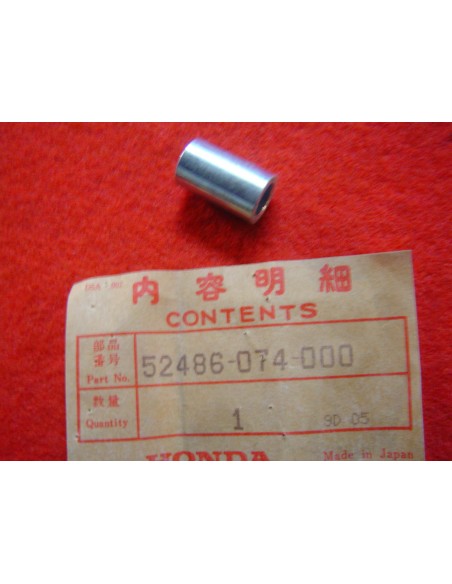 内容明細
CONTENTS
部品
番号
Part No.
52486-074-000
数量
Quantity
1
9D 05
HONDA
Made in Japan